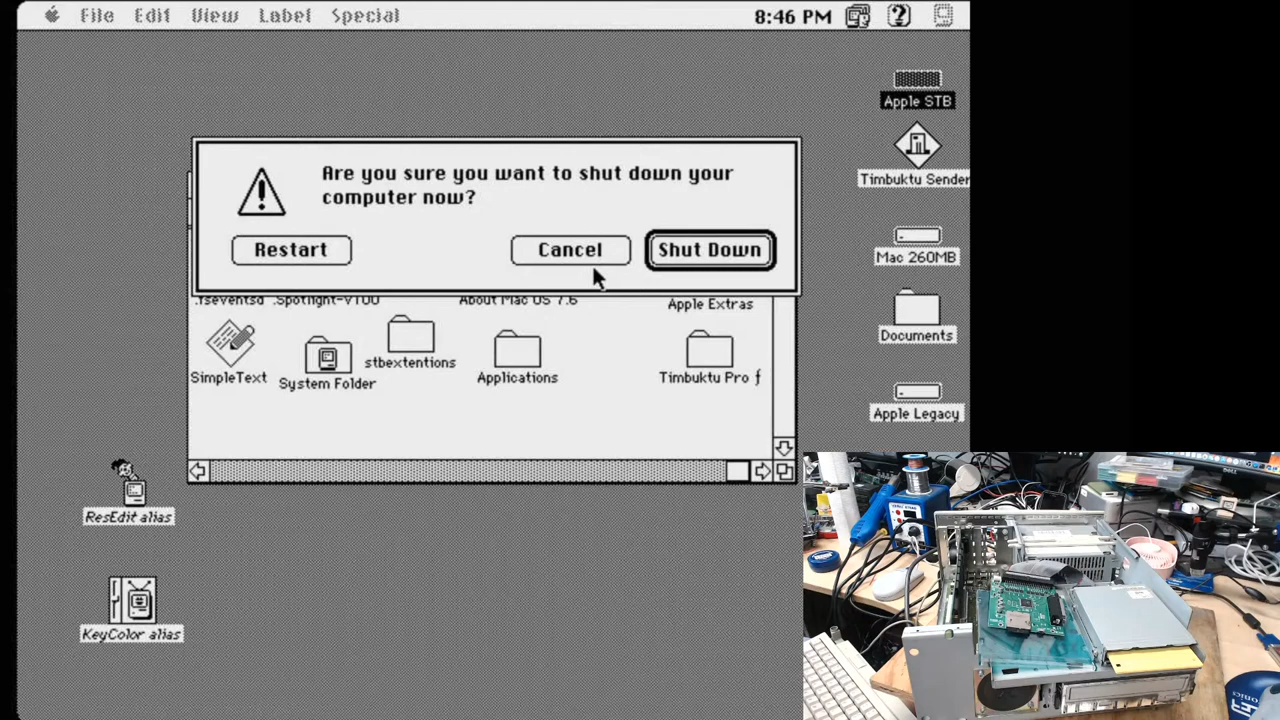 File Edit View Label Special 8:46 PM
Apple STB
Timbuktu Sender
Are you sure you want to shut down your
computer now?
Restart Cancel Shut Down
Mac 260MB
.fseventsd .Spotlight-V100 About Mac OS 7.6 Apple Extras
Documents
SimpleText System Folder stbextentions Applications Timbuktu Pro ƒ
Apple Legacy
ResEdit alias
KeyColor alias